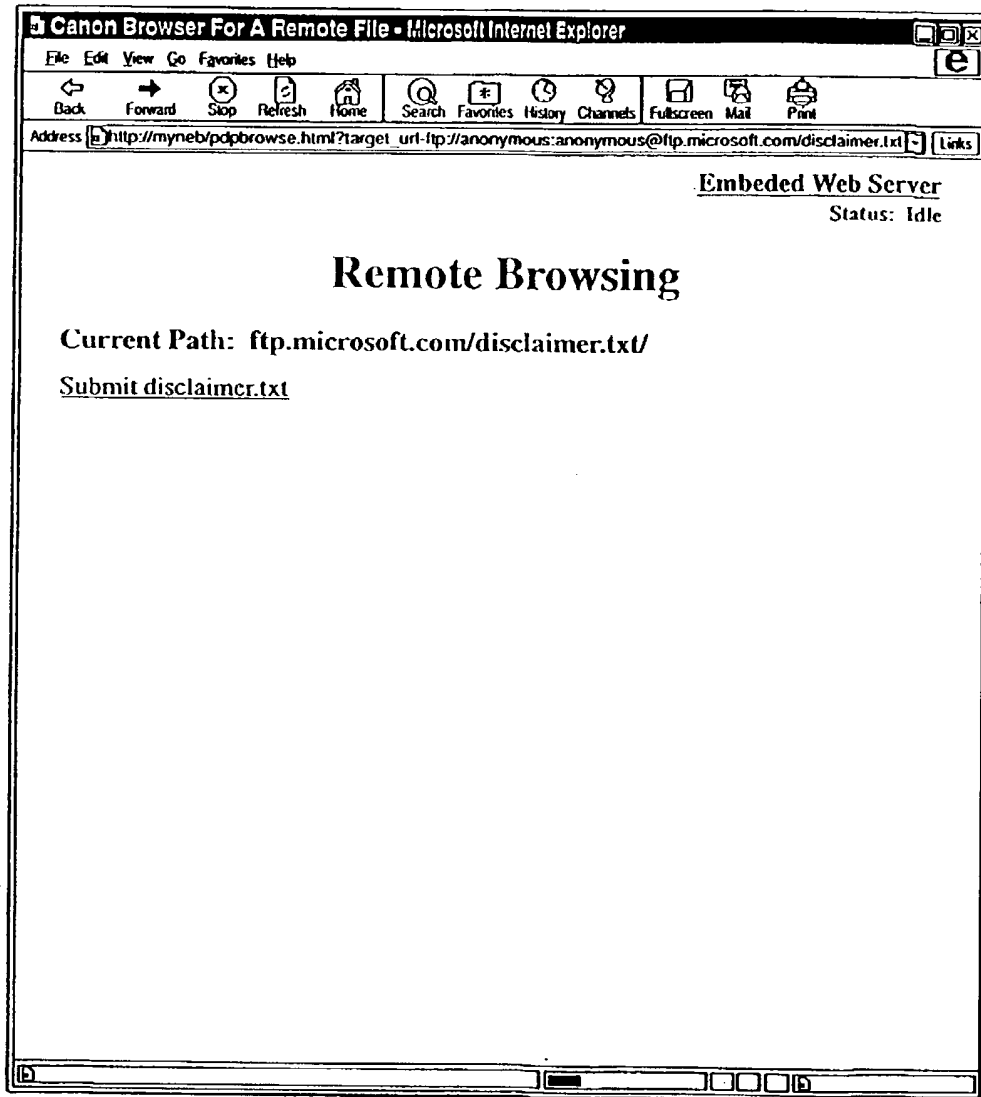 Canon Browser For A Remote File - Microsoft Internet Explorer
File Edit View Go Favorites Help
Back Forward Stop Refresh Home Search Favorites History Channels Fullscreen Mail Print
Address http://myneb/pdpbrowse.html?target_url-ftp://anonymous:anonymous@ftp.microsoft.com/disclaimer.txt Links
Embeded Web Server
Status: Idle
Remote Browsing
Current Path: ftp.microsoft.com/disclaimer.txt/
Submit disclaimer.txt